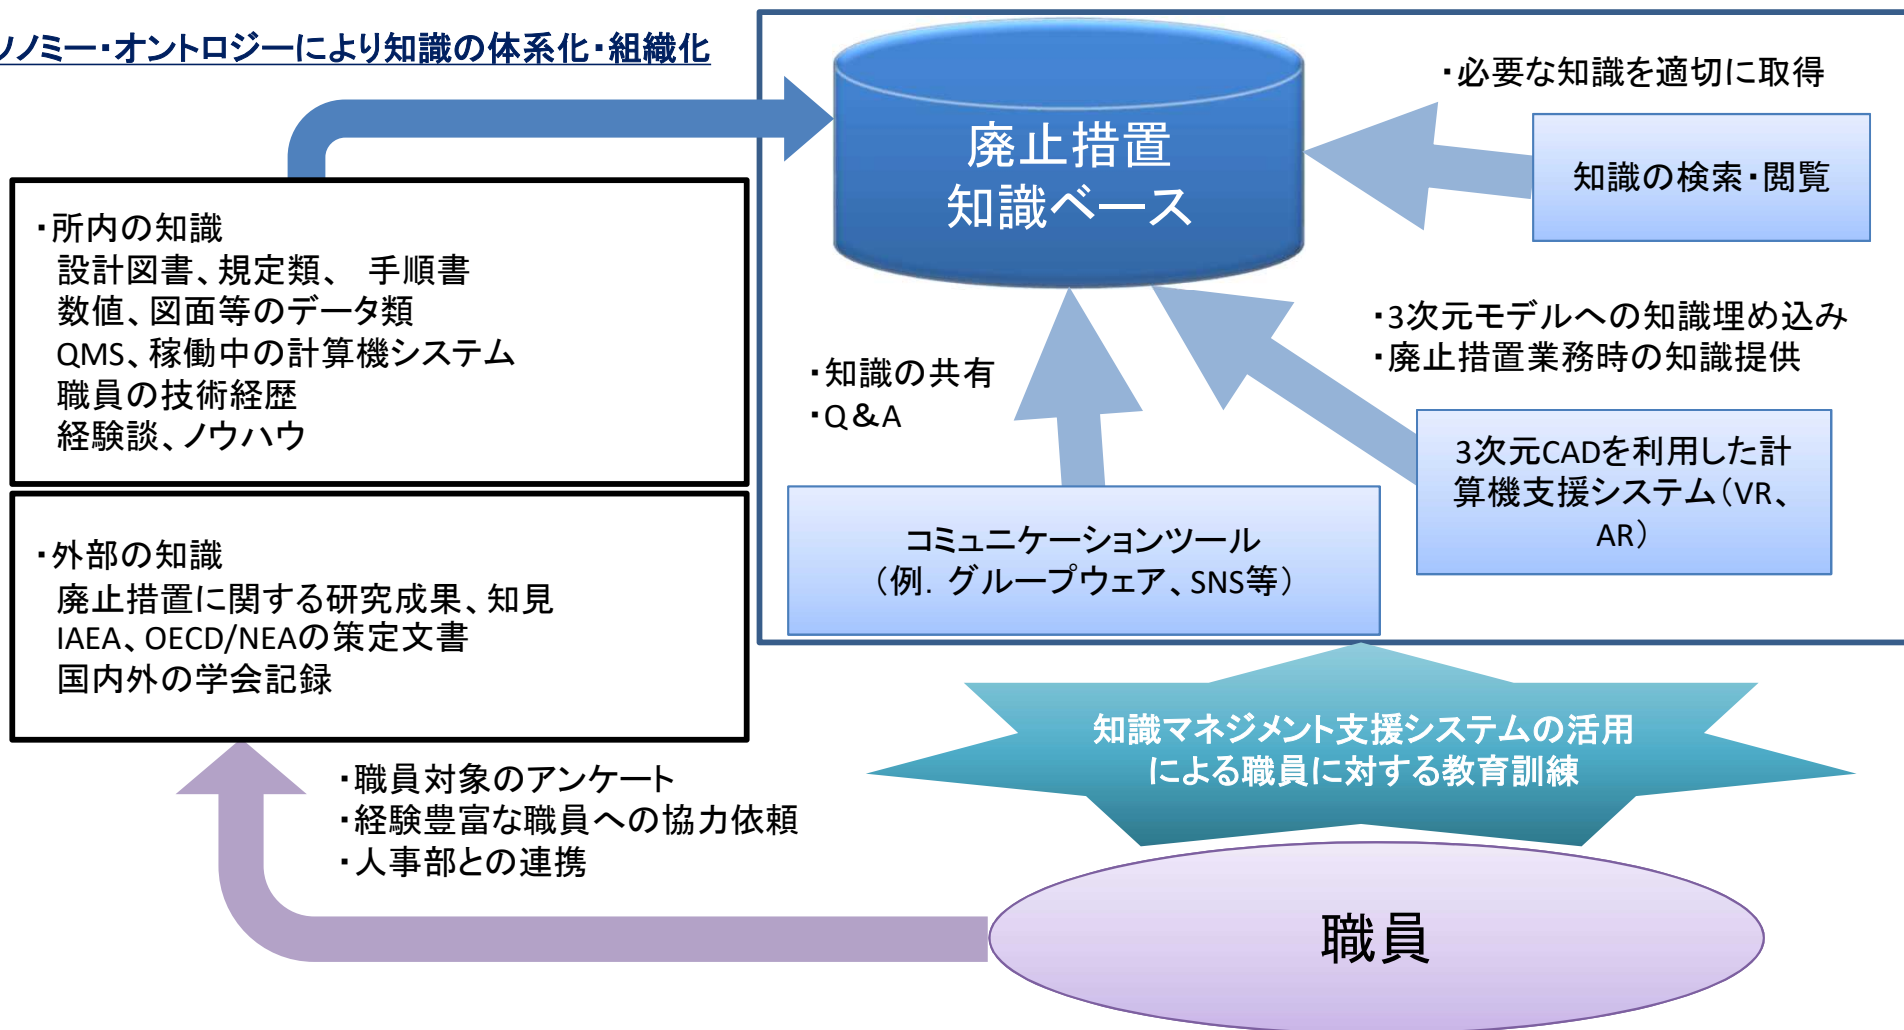 ソノミー・オントロジーにより知識の体系化・組織化
・所内の知識
設計図書、規定類、 手順書
数値、図面等のデータ類
QMS、稼働中の計算機システム
職員の技術経歴
経験談、ノウハウ
・外部の知識
廃止措置に関する研究成果、知見
IAEA、OECD/NEAの策定文書
国内外の学会記録
・職員対象のアンケート
・経験豊富な職員への協力依頼
・人事部との連携
廃止措置
知識ベース
・必要な知識を適切に取得
知識の検索・閲覧
・3次元モデルへの知識埋め込み
・廃止措置業務時の知識提供
3次元CADを利用した計
算機支援システム（VR、
AR）
・知識の共有
・Q＆A
コミュニケーションツール
（例．グループウェア、SNS等）
知識マネジメント支援システムの活用
による職員に対する教育訓練
職員